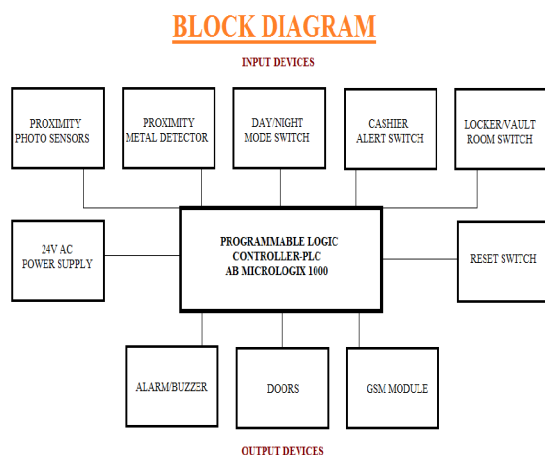 BLOCK DIAGRAM
INPUT DEVICES
PROXIMITY
PHOTO SENSORS
PROXIMITY
METAL DETECTOR
DAY/NIGHT
MODE SWITCH
CASHIER
ALERT SWITCH
LOCKER/VAULT
ROOM SWITCH
24V AC
POWER SUPPLY
PROGRAMMABLE LOGIC
CONTROLLER-PLC
AB MICROLOGIX 1000
RESET SWITCH
ALARM/BUZZER
DOORS
GSM MODULE
OUTPUT DEVICES